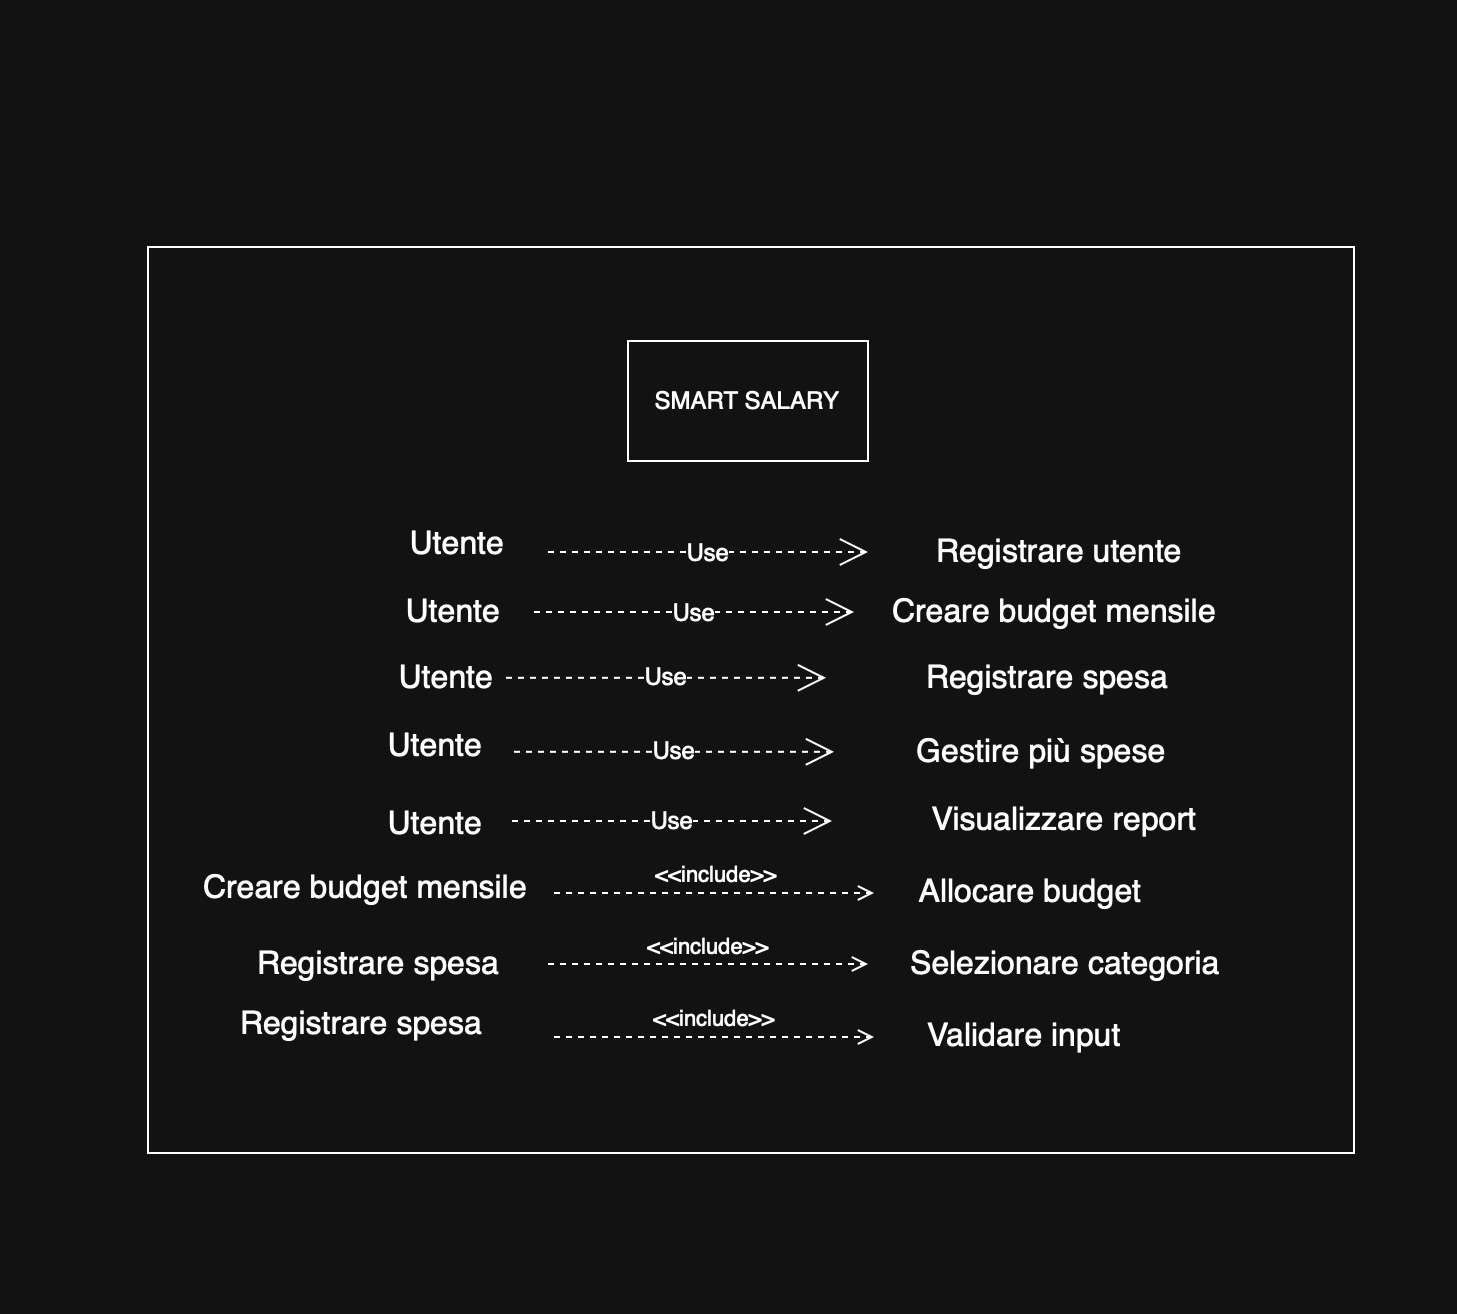 SMART SALARY
Utente Use Registrare utente
Utente Use Creare budget mensile
Utente Use Registrare spesa
Utente Use Gestire più spese
Utente Use Visualizzare report
Creare budget mensile <<include>> Allocare budget
Registrare spesa <<include>> Selezionare categoria
Registrare spesa <<include>> Validare input